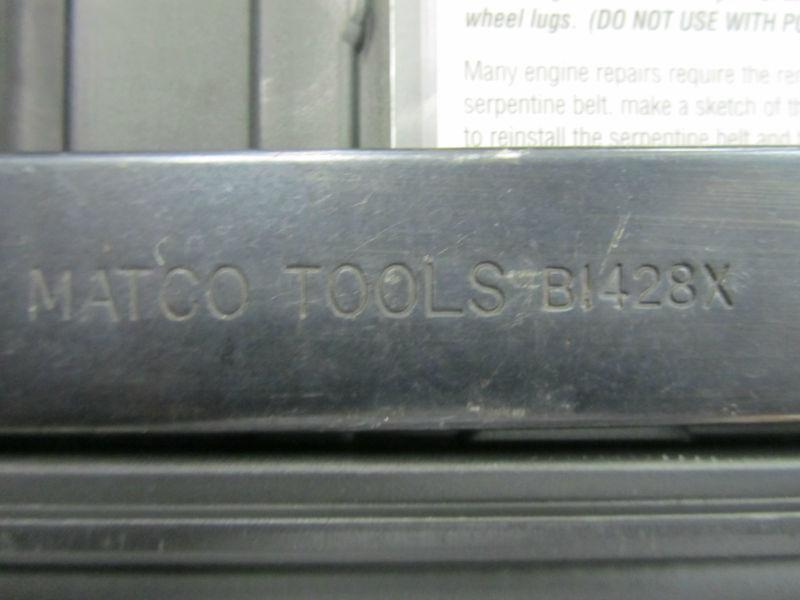 wheel lugs. (DO NOT USE WITH
Many engine repairs require the
serpentine belt. make a sketch of
to reinstall the serpentine belt and
MATCO TOOLS B1428X